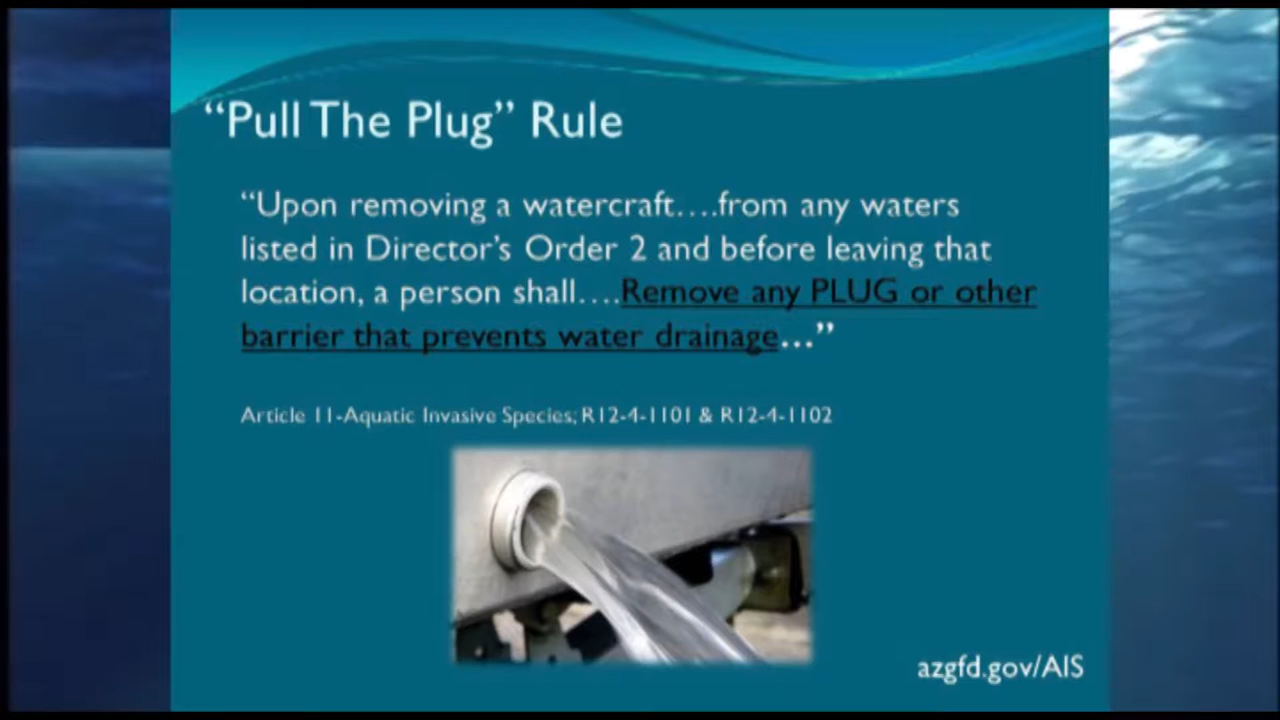 “Pull The Plug” Rule
“Upon removing a watercraft….from any waters
listed in Director’s Order 2 and before leaving that
location, a person shall….Remove any PLUG or other
barrier that prevents water drainage…”
Article 11-Aquatic Invasive Species; R12-4-1101 & R12-4-1102
azgfd.gov/AIS